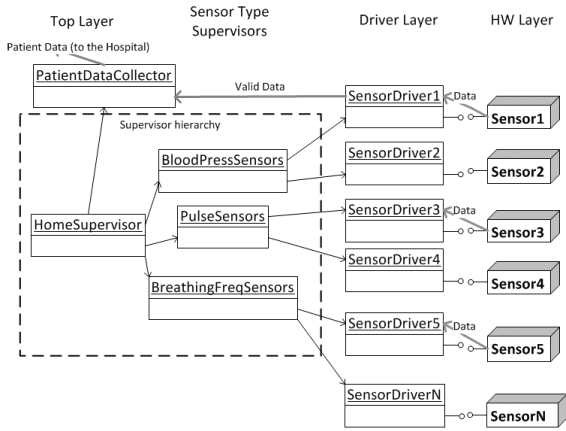 Top Layer
Sensor Type
Supervisors
Driver Layer
HW Layer
Patient Data (to the Hospital)
PatientDataCollector
Valid Data
SensorDriver1
Data
Sensor1
Supervisor hierarchy
BloodPressSensors
SensorDriver2
Sensor2
HomeSupervisor
PulseSensors
SensorDriver3
Data
Sensor3
SensorDriver4
Sensor4
BreathingFreqSensors
SensorDriver5
Data
Sensor5
SensorDriverN
SensorN